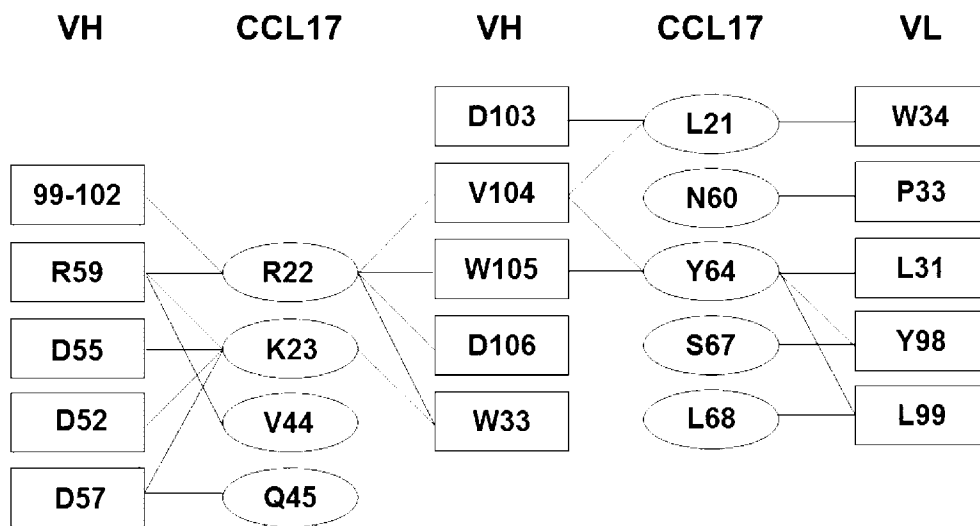 VH CCL17 VH CCL17 VL
D103 L21 W34
99-102 V104 N60 P33
R59 R22 W105 Y64 L31
D55 K23 D106 S67 Y98
D52 V44 W33 L68 L99
D57 Q45